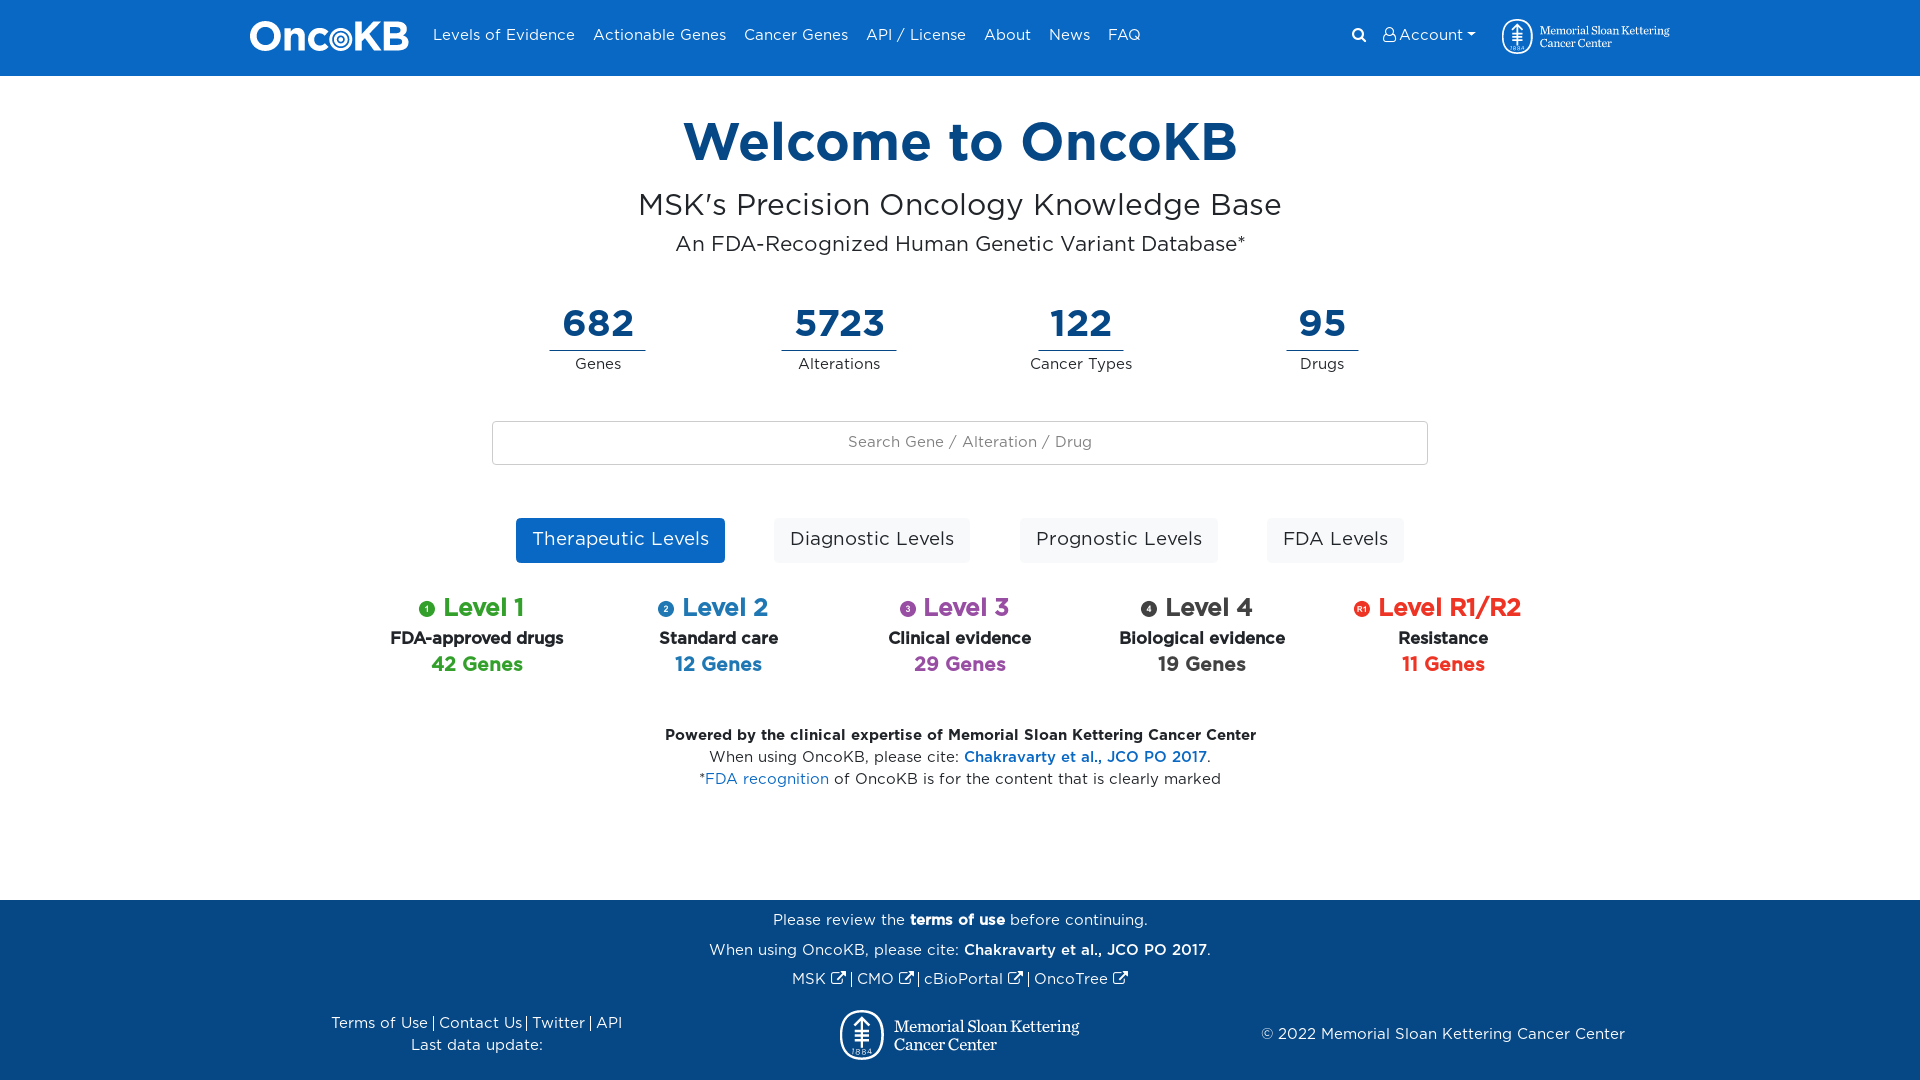 OncoKB
Levels of Evidence
Actionable Genes
Cancer Genes
API / License
About
News
FAQ
Account
Memorial Sloan Kettering
Cancer Center
1884
Welcome to OncoKB
MSK's Precision Oncology Knowledge Base
An FDA-Recognized Human Genetic Variant Database*
682
Genes
5723
Alterations
122
Cancer Types
95
Drugs
Search Gene / Alteration / Drug
Therapeutic Levels
Diagnostic Levels
Prognostic Levels
FDA Levels
1 Level 1
FDA-approved drugs
42 Genes
2 Level 2
Standard care
12 Genes
3 Level 3
Clinical evidence
29 Genes
4 Level 4
Biological evidence
19 Genes
R1 Level R1/R2
Resistance
11 Genes
Powered by the clinical expertise of Memorial Sloan Kettering Cancer Center
When using OncoKB, please cite: Chakravarty et al., JCO PO 2017.
*FDA recognition of OncoKB is for the content that is clearly marked
Please review the terms of use before continuing.
When using OncoKB, please cite: Chakravarty et al., JCO PO 2017.
MSK | CMO | cBioPortal | OncoTree
Terms of Use | Contact Us | Twitter | API
Last data update:
1884
Memorial Sloan Kettering
Cancer Center
© 2022 Memorial Sloan Kettering Cancer Center